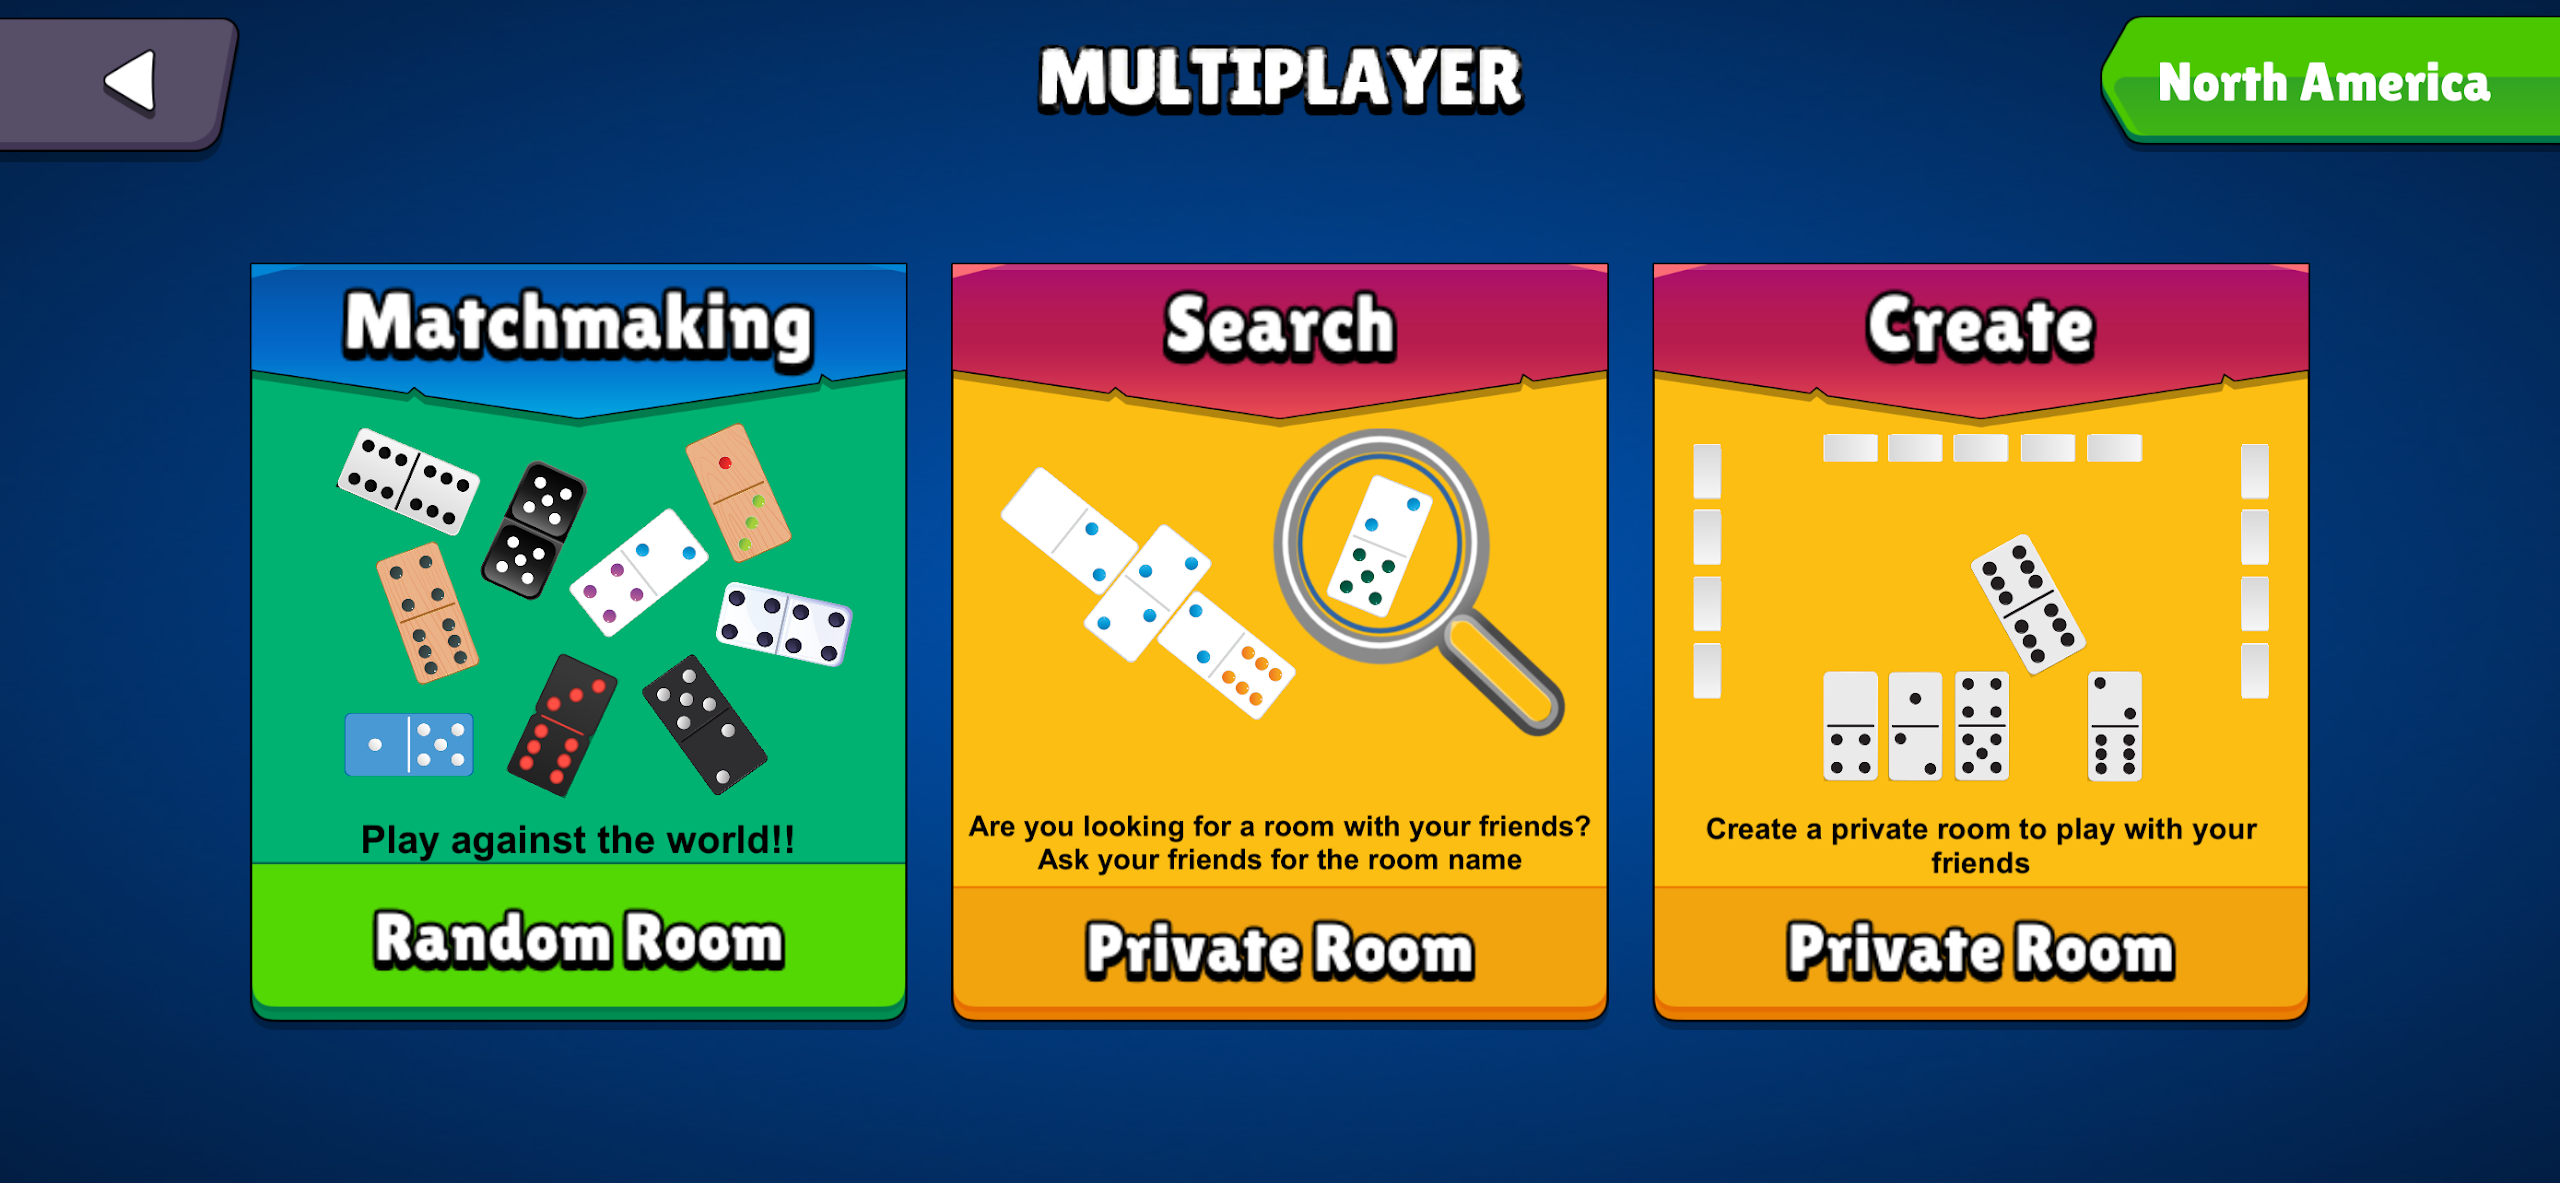 MULTIPLAYER
North America
Matchmaking
Play against the world!!
Random Room
Search
Are you looking for a room with your friends?
Ask your friends for the room name
Private Room
Create
Create a private room to play with your
friends
Private Room